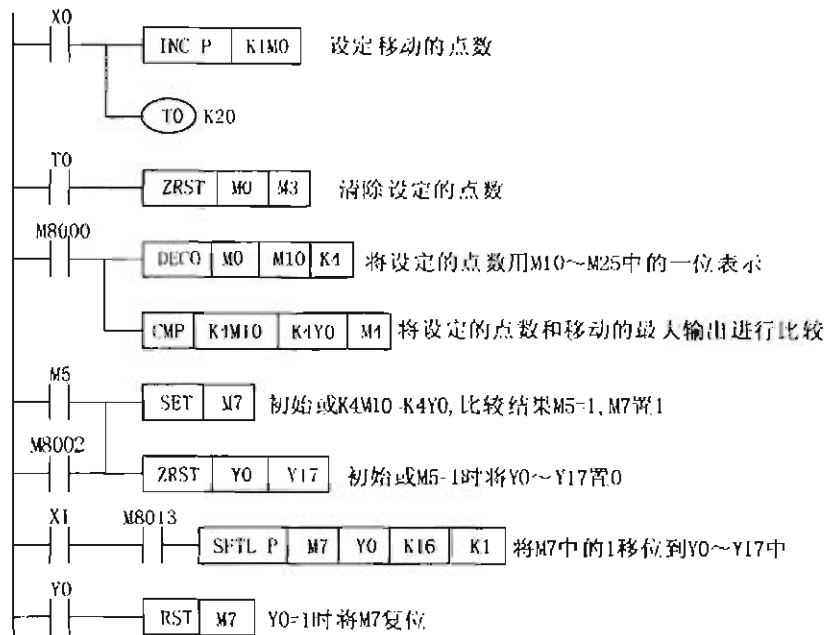 X0
INC P K1M0 设定移动的点数
T0 K20
T0
ZRST M0 M3 清除设定的点数
M8000
DECO M0 M10 K4 将设定的点数用M10～M25中的一位表示
CMP K4M10 K4Y0 M4 将设定的点数和移动的最大输出进行比较
M5
SET M7 初始或K4M10=K4Y0,比较结果M5=1,M7置1
M8002
ZRST Y0 Y17 初始或M5=1时将Y0～Y17置0
X1 M8013
SFTL P M7 Y0 K16 K1 将M7中的1移位到Y0～Y17中
Y0
RST M7 Y0=1时将M7复位